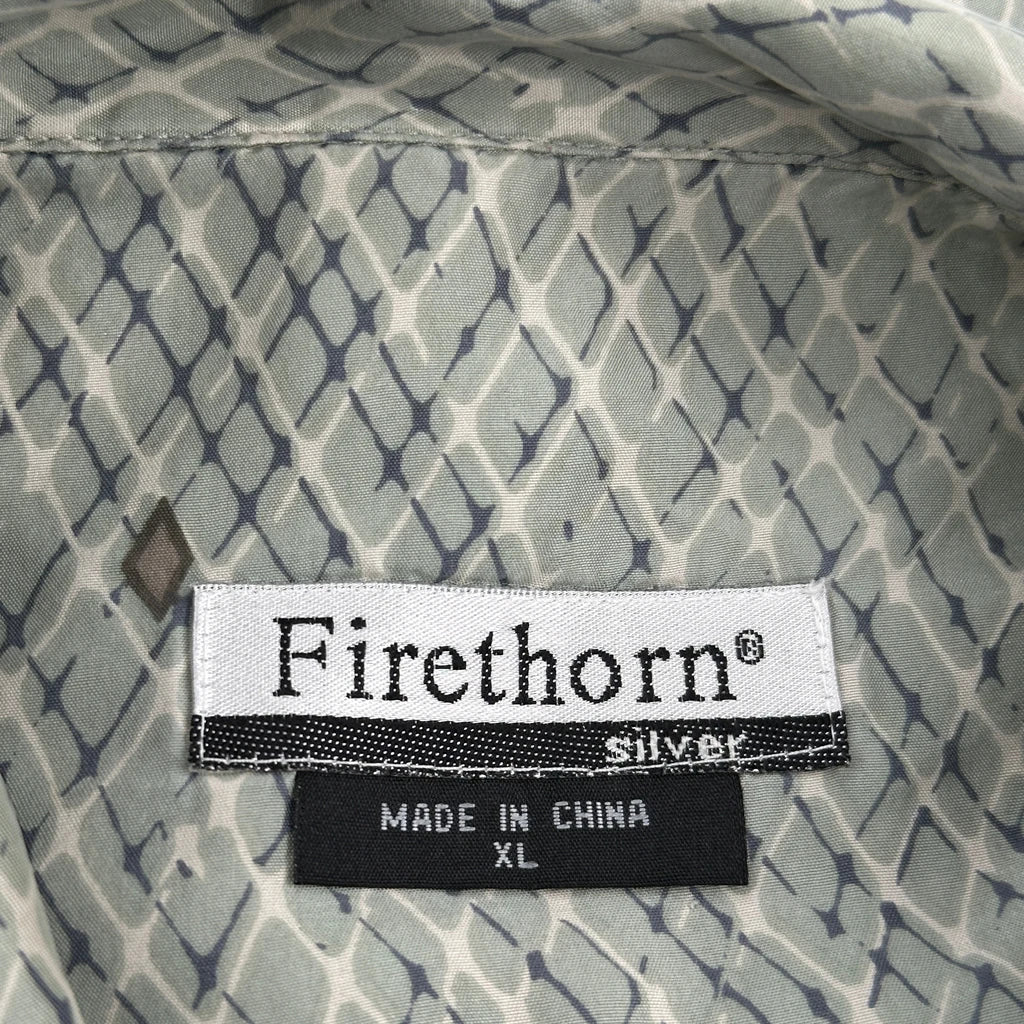 Firethorn®
silver
MADE IN CHINA
XL